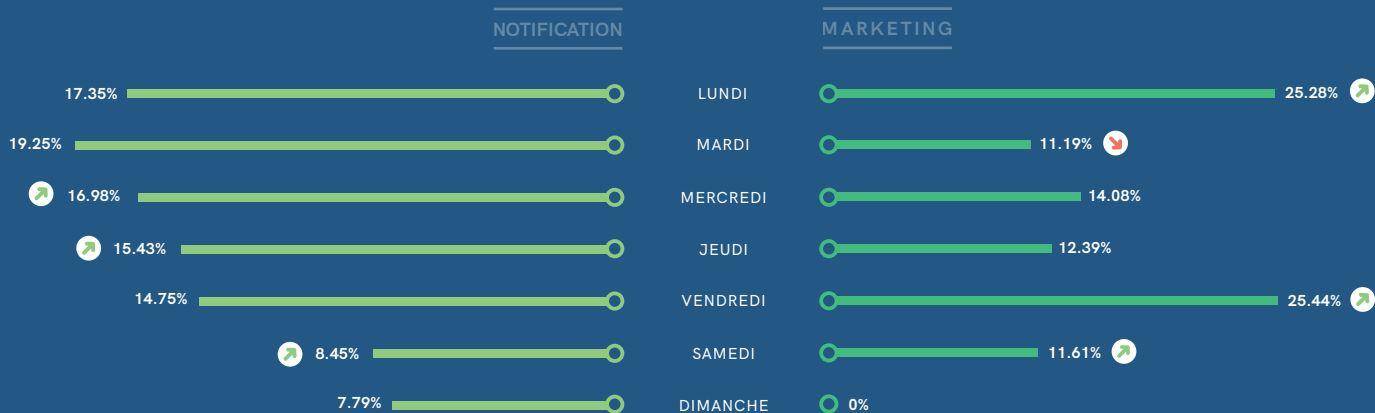 NOTIFICATION MARKETING
17.35% LUNDI 25.28%
19.25% MARDI 11.19%
16.98% MERCREDI 14.08%
15.43% JEUDI 12.39%
14.75% VENDREDI 25.44%
8.45% SAMEDI 11.61%
7.79% DIMANCHE 0%